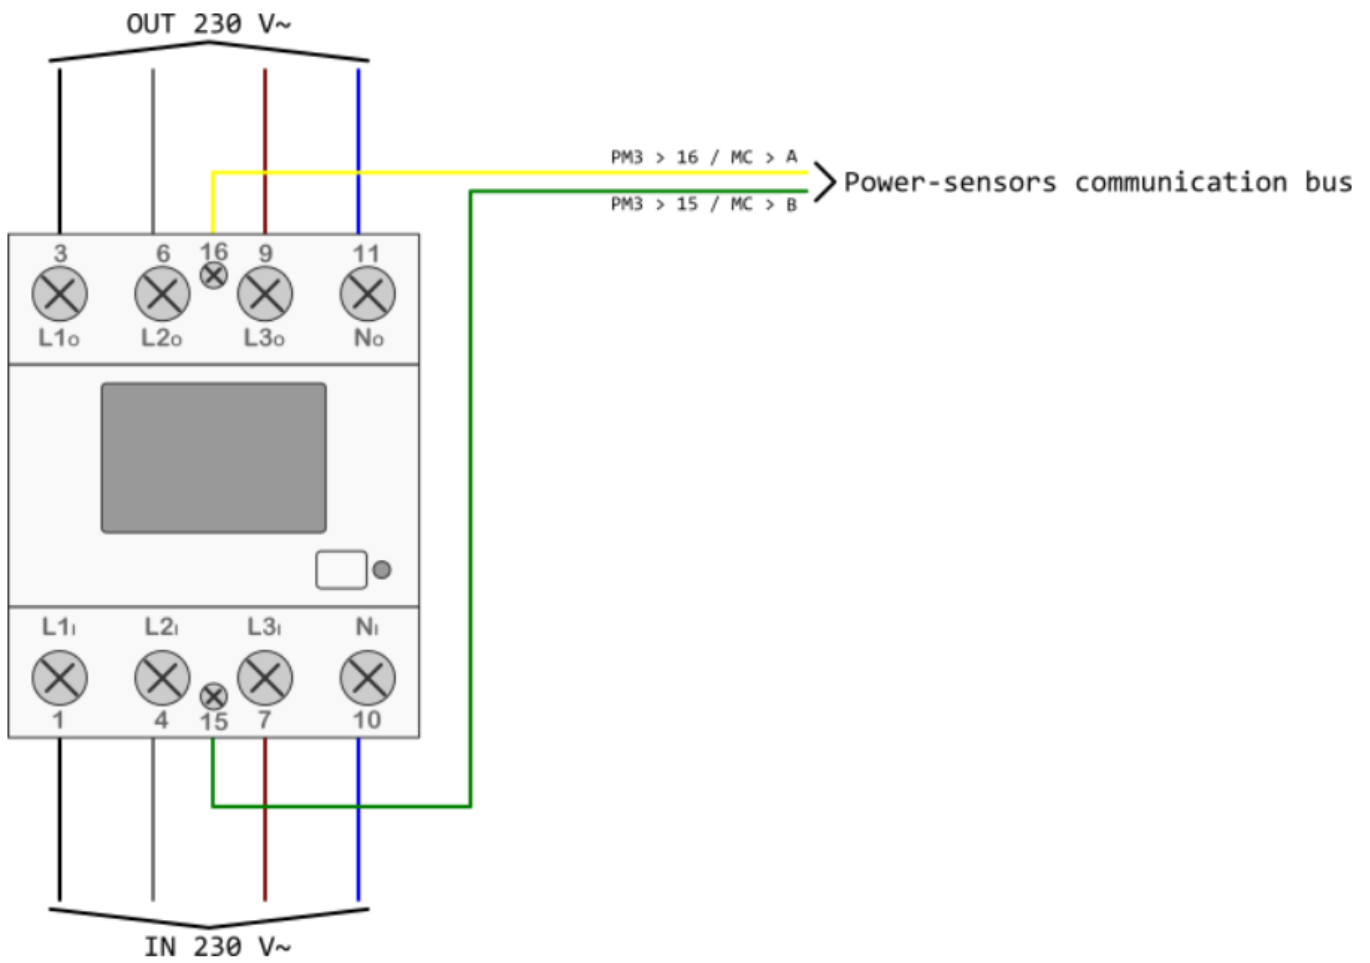 OUT 230 V~
PM3 > 16 / MC > A
Power-sensors communication bus
PM3 > 15 / MC > B
3 6 16 9 11
L1o L2o L3o No
L1I L2I L3I NI
1 4 15 7 10
IN 230 V~